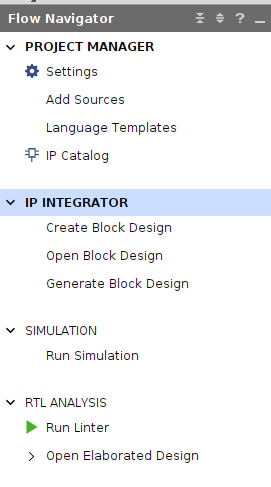 Flow Navigator ?
PROJECT MANAGER
Settings
Add Sources
Language Templates
IP Catalog
IP INTEGRATOR
Create Block Design
Open Block Design
Generate Block Design
SIMULATION
Run Simulation
RTL ANALYSIS
Run Linter
Open Elaborated Design